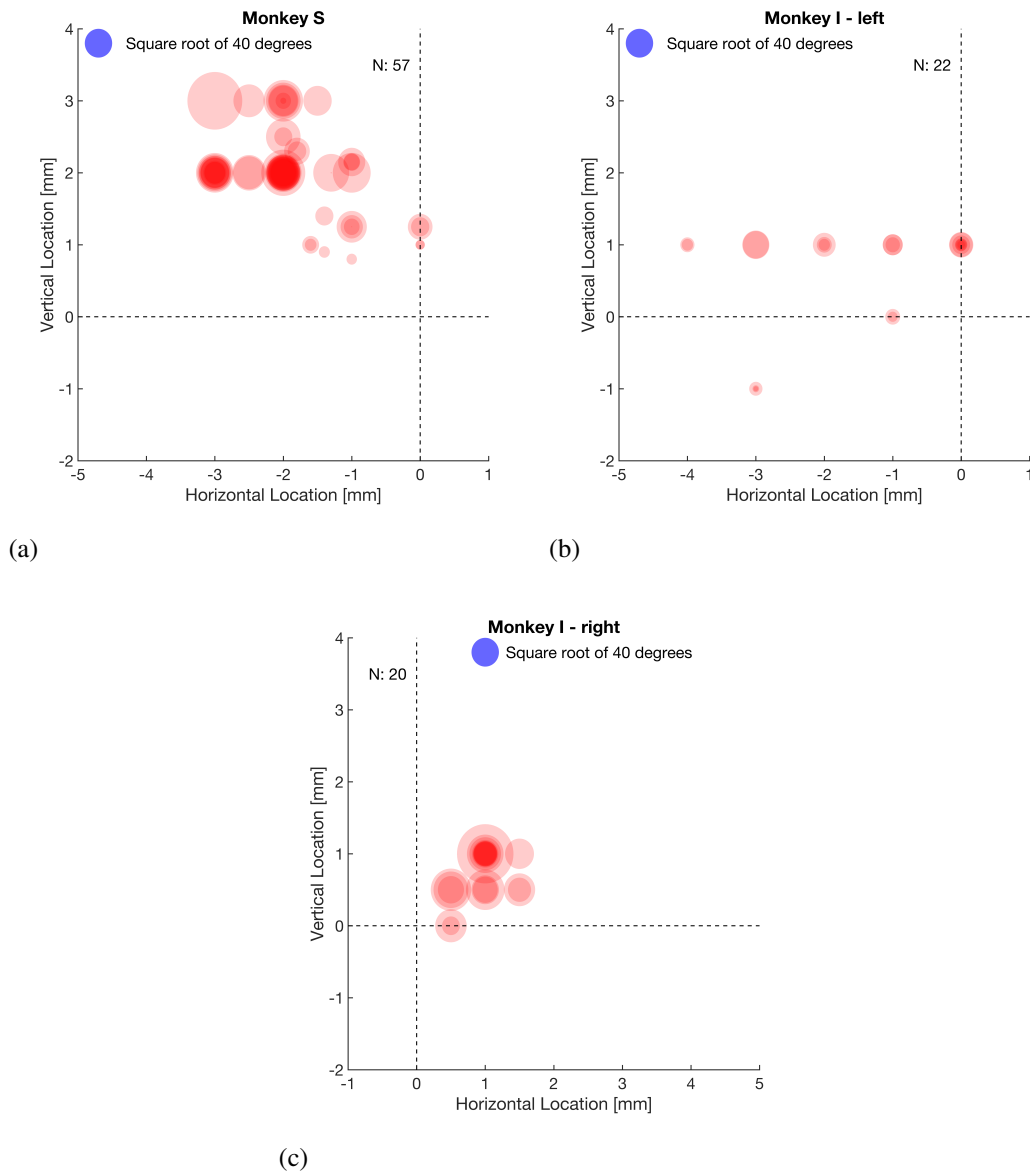 Monkey S
Square root of 40 degrees
N: 57
4
3
2
1
0
-1
-2
Vertical Location [mm]
-5 -4 -3 -2 -1 0 1
Horizontal Location [mm]
(a)
Monkey I - left
Square root of 40 degrees
N: 22
4
3
2
1
0
-1
-2
Vertical Location [mm]
-5 -4 -3 -2 -1 0 1
Horizontal Location [mm]
(b)
Monkey I - right
Square root of 40 degrees
N: 20
4
3
2
1
0
-1
-2
Vertical Location [mm]
-1 0 1 2 3 4 5
Horizontal Location [mm]
(c)